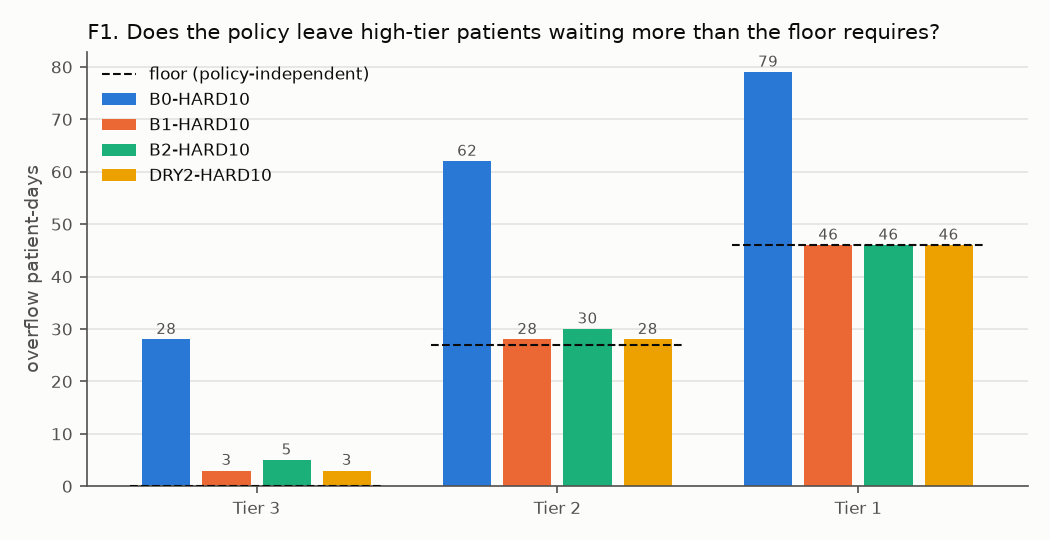 F1. Does the policy leave high-tier patients waiting more than the floor requires?
floor (policy-independent)
B0-HARD10
B1-HARD10
B2-HARD10
DRY2-HARD10
overflow patient-days
80
70
60
50
40
30
20
10
0
28
3
5
3
62
28
30
28
79
46
46
46
Tier 3
Tier 2
Tier 1